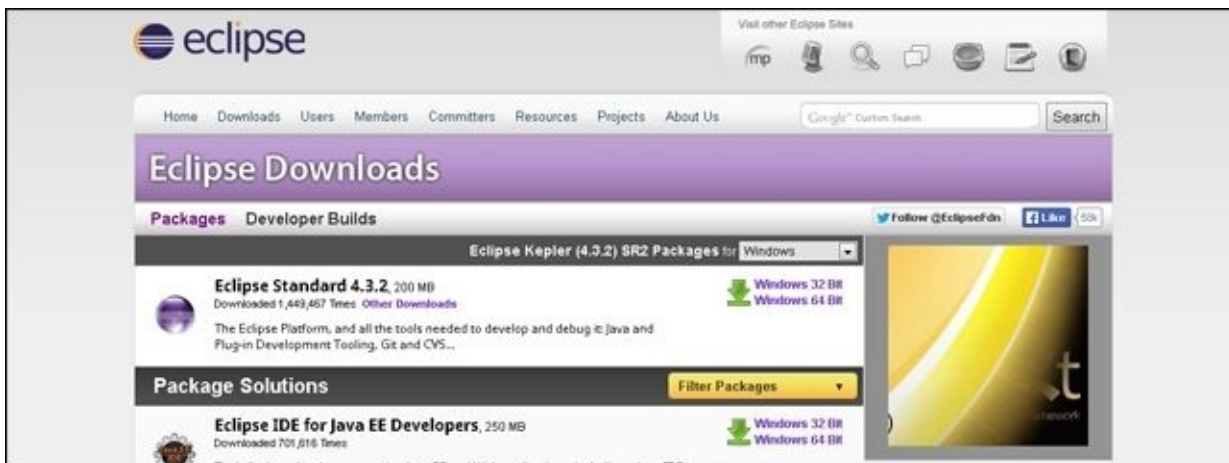 eclipse
Visit other Eclipse Sites
mp
Home Downloads Users Members Committers Resources Projects About Us
Google™ Custom Search
Search
Eclipse Downloads
Packages Developer Builds
Follow @EclipseFdn
Like
58k
Eclipse Kepler (4.3.2) SR2 Packages for Windows
Eclipse Standard 4.3.2, 200 MB
Downloaded 1,449,467 Times Other Downloads
Windows 32 Bit
Windows 64 Bit
The Eclipse Platform, and all the tools needed to develop and debug it: Java and
Plug-in Development Tooling, Git and CVS...
Package Solutions
Filter Packages
Eclipse IDE for Java EE Developers, 250 MB
Downloaded 701,616 Times
Windows 32 Bit
Windows 64 Bit